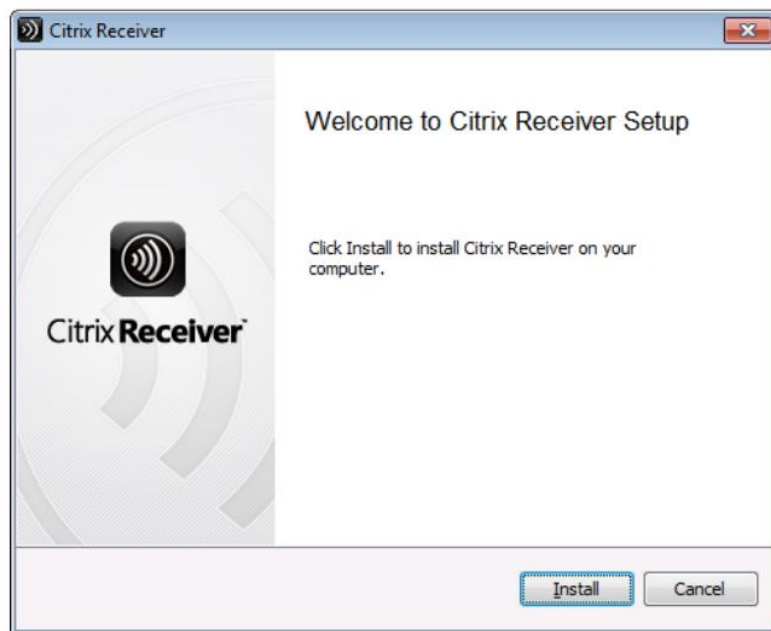 Citrix Receiver
Welcome to Citrix Receiver Setup
Click Install to install Citrix Receiver on your
computer.
Citrix Receiver™
Install
Cancel